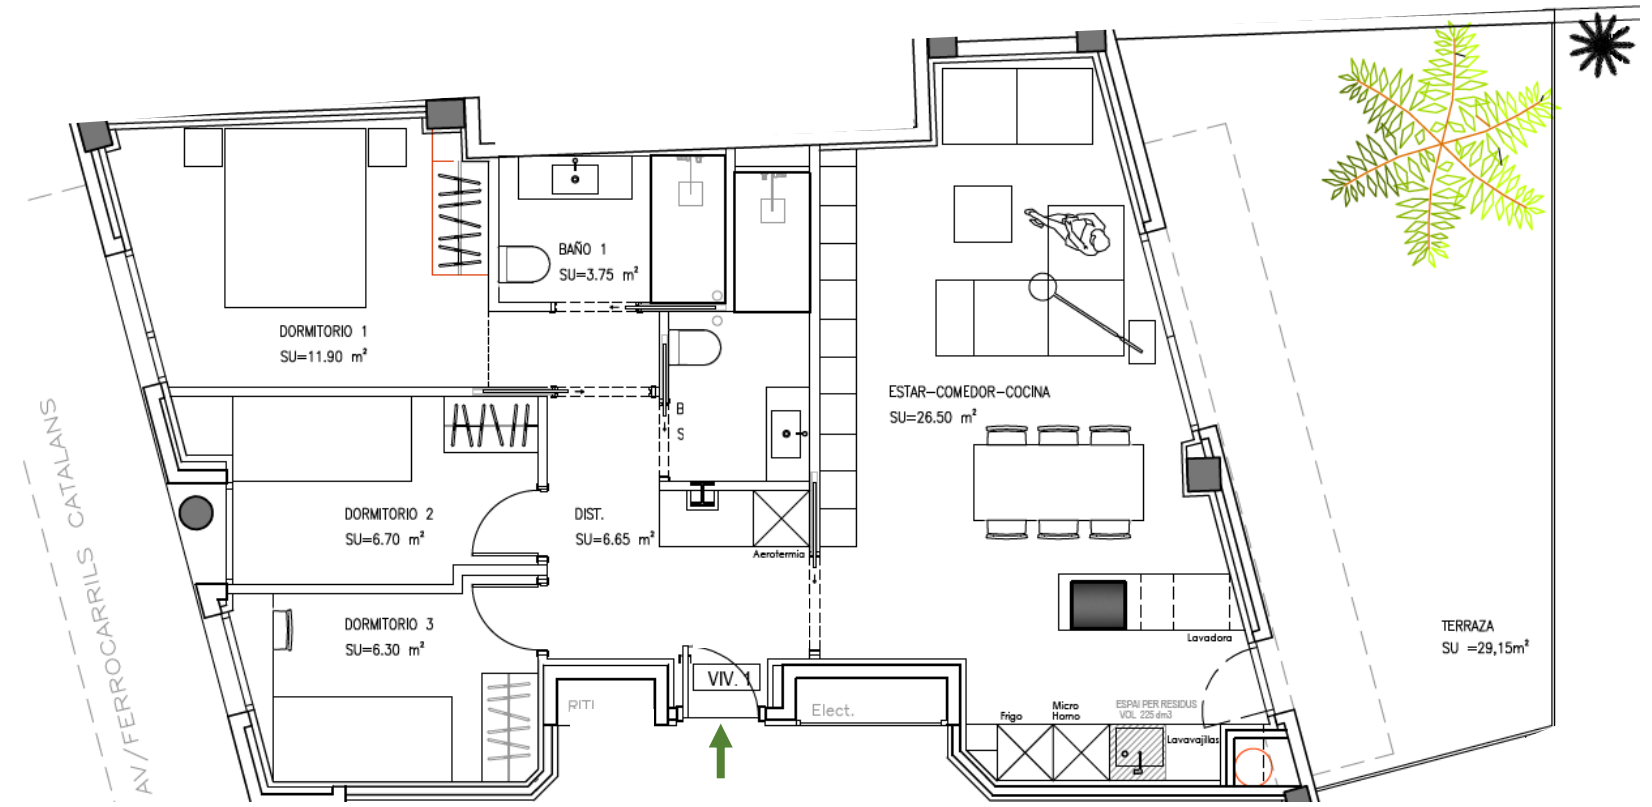 BAÑO 1
SU=3.75 m²
DORMITORIO 1
SU=11.90 m²
ESTAR-COMEDOR-COCINA
SU=26.50 m²
B
S
DORMITORIO 2
SU=6.70 m²
DIST.
SU=6.65 m²
Aerotermia
DORMITORIO 3
SU=6.30 m²
Lavadora
TERRAZA
SU =29,15m²
VIV. 1
RITI
Elect.
Frigo
Micro
Horno
ESPAI PER RESIDUS
VOL 225 dm3
Lavavajillas
AV/FERROCARRILS CATALANS